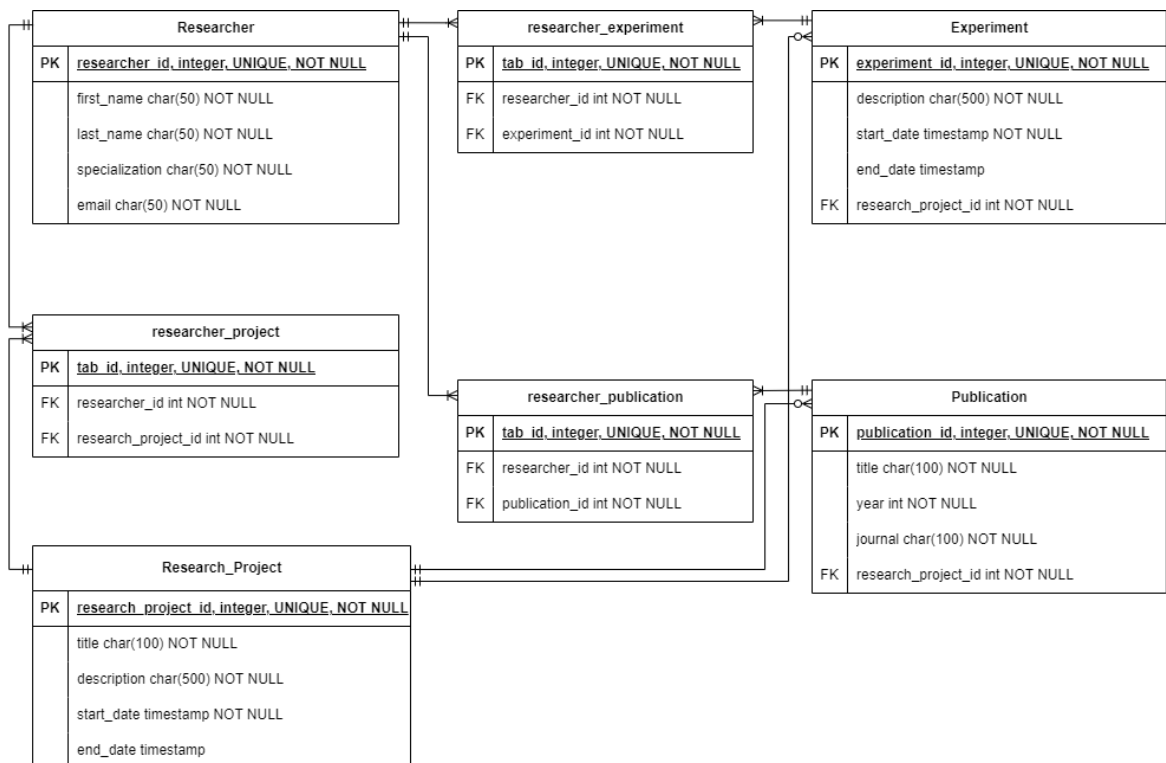 Researcher
PK researcher_id, integer, UNIQUE, NOT NULL
first_name char(50) NOT NULL
last_name char(50) NOT NULL
specialization char(50) NOT NULL
email char(50) NOT NULL
researcher_experiment
PK tab_id, integer, UNIQUE, NOT NULL
FK researcher_id int NOT NULL
FK experiment_id int NOT NULL
Experiment
PK experiment_id, integer, UNIQUE, NOT NULL
description char(500) NOT NULL
start_date timestamp NOT NULL
end_date timestamp
FK research_project_id int NOT NULL
researcher_project
PK tab_id, integer, UNIQUE, NOT NULL
FK researcher_id int NOT NULL
FK research_project_id int NOT NULL
researcher_publication
PK tab_id, integer, UNIQUE, NOT NULL
FK researcher_id int NOT NULL
FK publication_id int NOT NULL
Publication
PK publication_id, integer, UNIQUE, NOT NULL
title char(100) NOT NULL
year int NOT NULL
journal char(100) NOT NULL
FK research_project_id int NOT NULL
Research_Project
PK research_project_id, integer, UNIQUE, NOT NULL
title char(100) NOT NULL
description char(500) NOT NULL
start_date timestamp NOT NULL
end_date timestamp